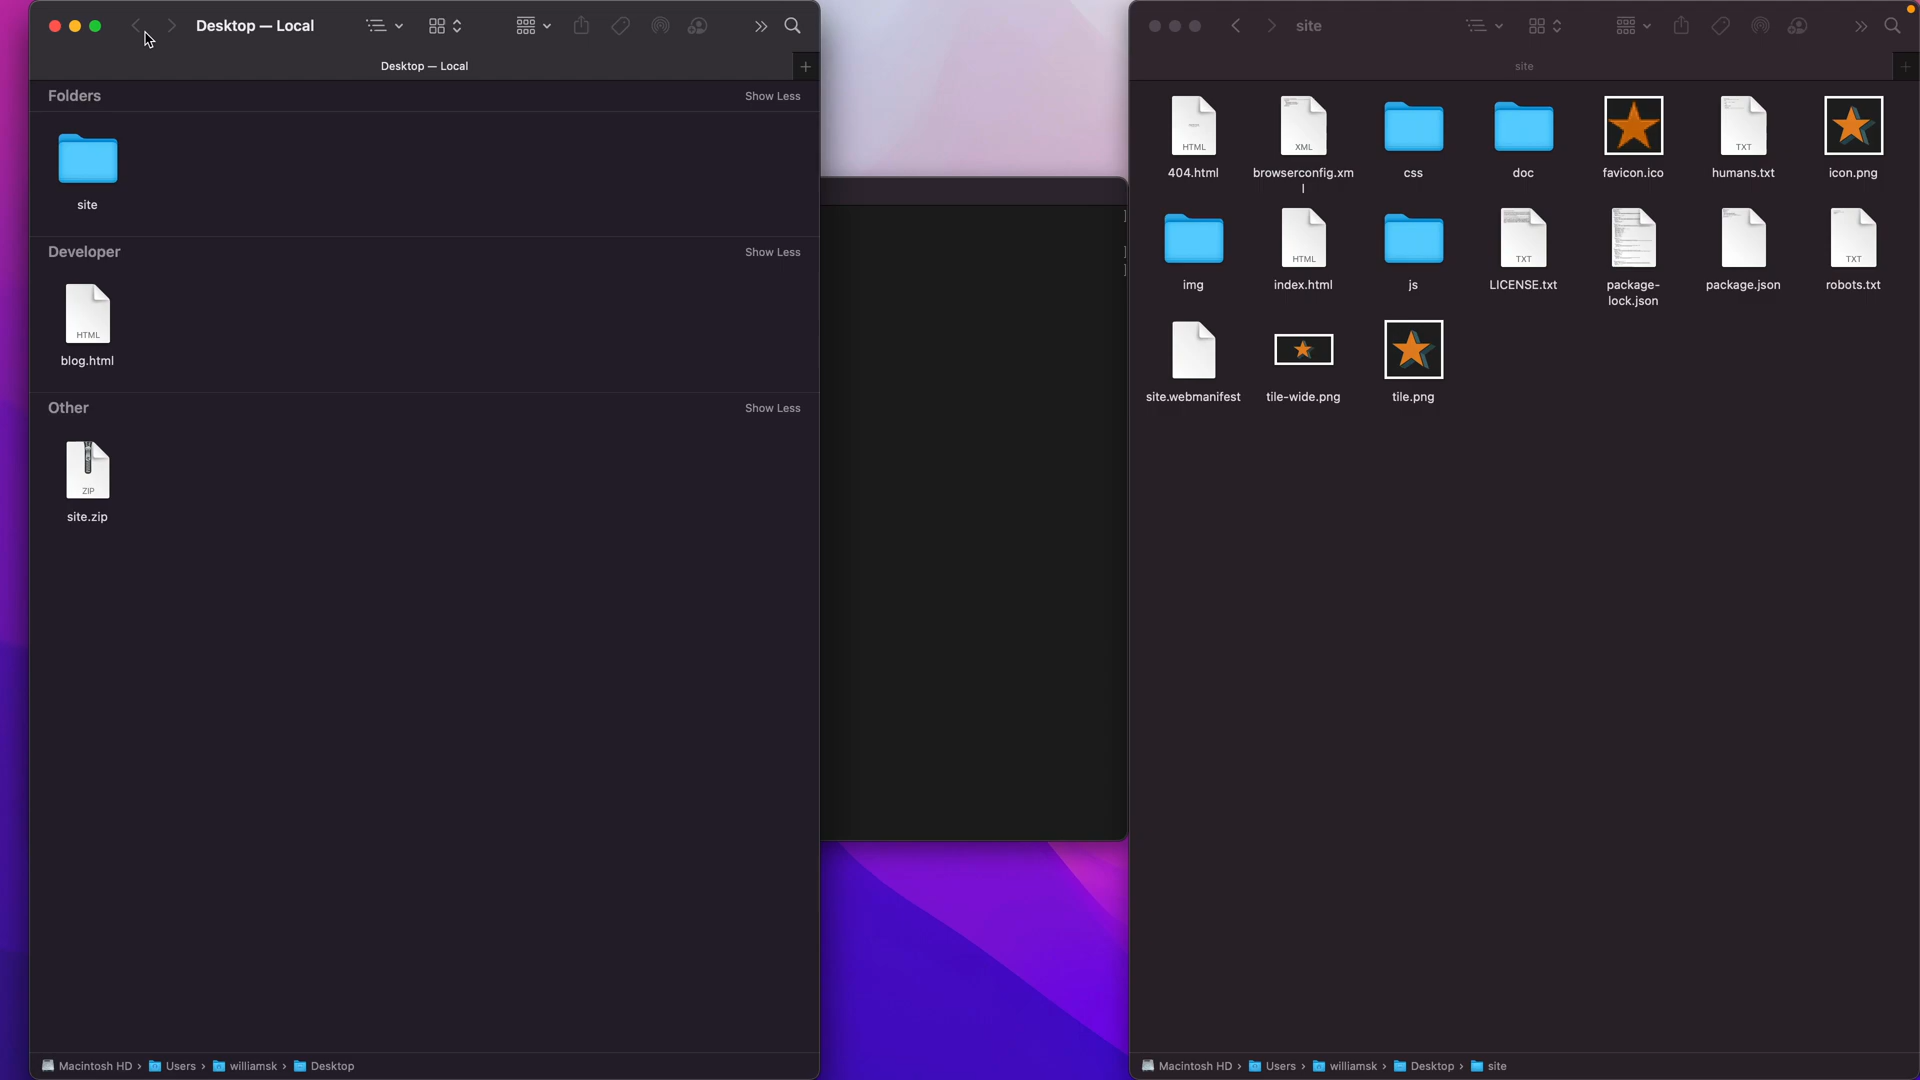 Desktop — Local
Desktop — Local
Folders
Show Less
site
Developer
Show Less
HTML
blog.html
Other
Show Less
ZIP
site.zip
Macintosh HD › Users › williamsk › Desktop
]
]
]
site
site
HTML
XML
TXT
404.html
browserconfig.xm
l
css
doc
favicon.ico
humans.txt
icon.png
HTML
TXT
TXT
img
index.html
js
LICENSE.txt
package-
lock.json
package.json
robots.txt
site.webmanifest
tile-wide.png
tile.png
Macintosh HD › Users › williamsk › Desktop › site